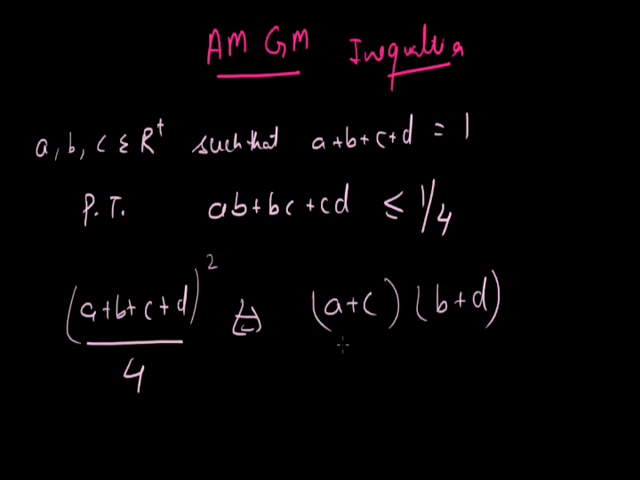 AM GM Inequality
a, b, c ∈ R⁺ such that a+b+c+d = 1
P.T. ab+bc+cd ≤ 1/4
(a+b+c+d)² / 4 ≥ (a+c)(b+d)